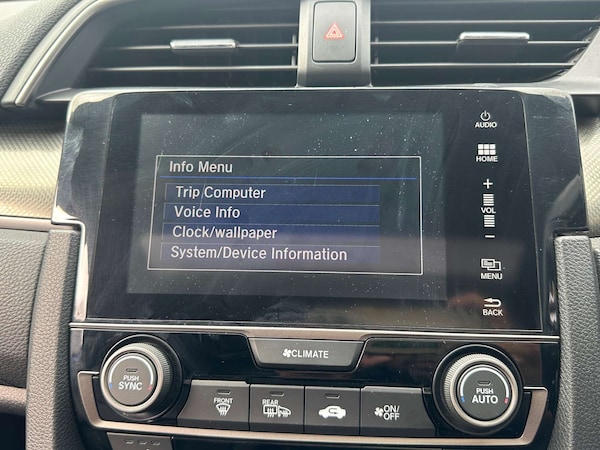 AUDIO
Info Menu
Trip Computer
Voice Info
Clock/wallpaper
System/Device Information
HOME
+
VOL
−
MENU
BACK
CLIMATE
PUSH
SYNC
FRONT
REAR
ON/
OFF
PUSH
AUTO